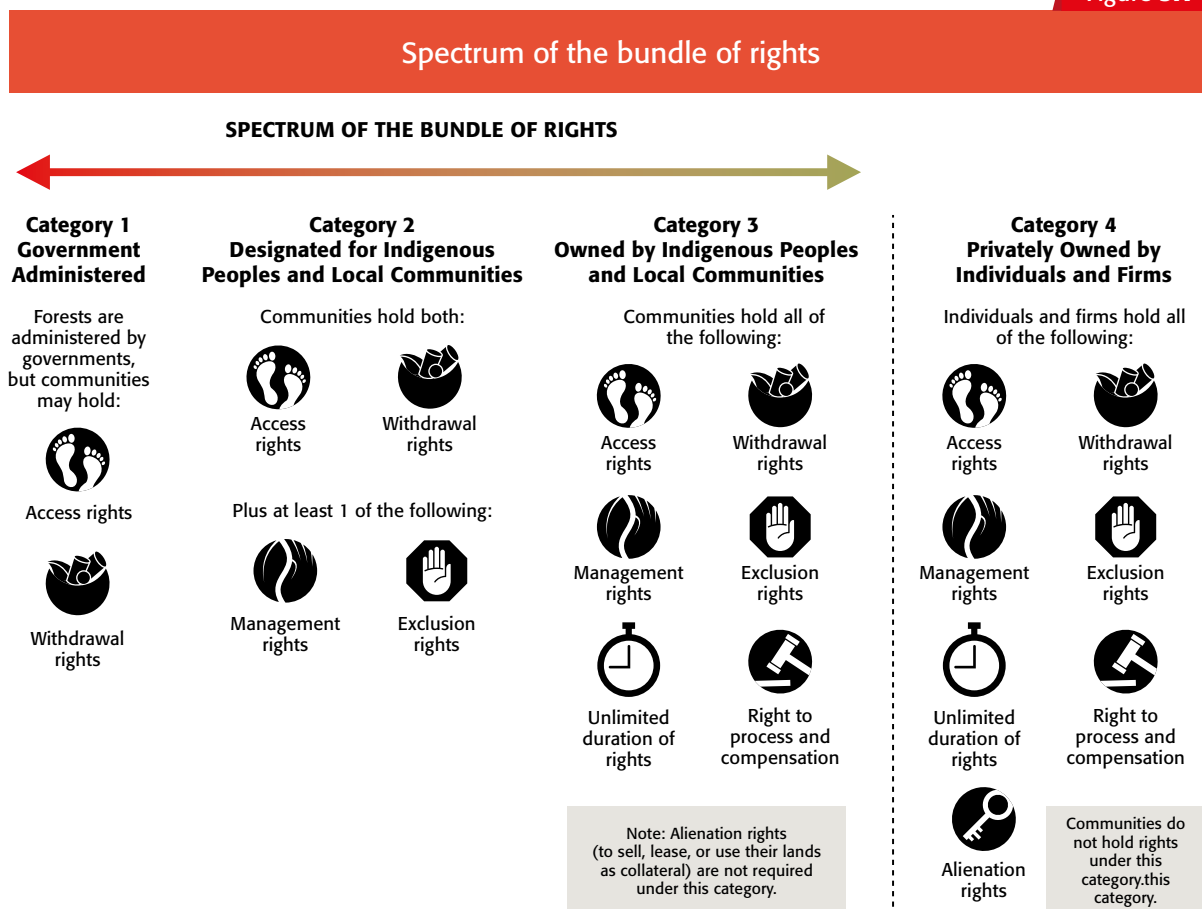 Spectrum of the bundle of rights
SPECTRUM OF THE BUNDLE OF RIGHTS
Category 1
Government
Administered
Forests are
administered by
governments,
but communities
may hold:
Access rights
Withdrawal
rights
Category 2
Designated for Indigenous
Peoples and Local Communities
Communities hold both:
Access
rights
Withdrawal
rights
Plus at least 1 of the following:
Management
rights
Exclusion
rights
Category 3
Owned by Indigenous Peoples
and Local Communities
Communities hold all of
the following:
Access
rights
Withdrawal
rights
Management
rights
Exclusion
rights
Unlimited
duration of
rights
Right to
process and
compensation
Note: Alienation rights
(to sell, lease, or use their lands
as collateral) are not required
under this category.
Category 4
Privately Owned by
Individuals and Firms
Individuals and firms hold all
of the following:
Access
rights
Withdrawal
rights
Management
rights
Exclusion
rights
Unlimited
duration of
rights
Right to
process and
compensation
Alienation
rights
Communities do
not hold rights
under this
category.this
category.